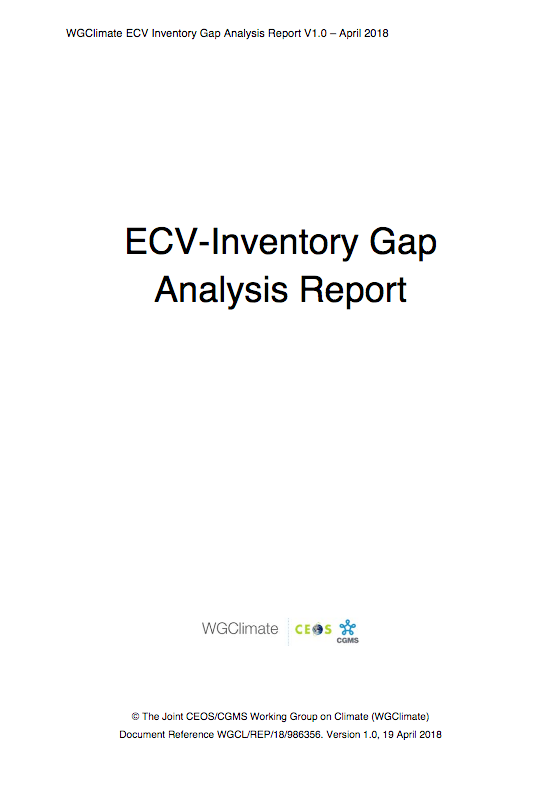 WGClimate ECV Inventory Gap Analysis Report V1.0 – April 2018
ECV-Inventory Gap
Analysis Report
WGClimate
CEOS
CGMS
© The Joint CEOS/CGMS Working Group on Climate (WGClimate)
Document Reference WGCL/REP/18/986356. Version 1.0, 19 April 2018